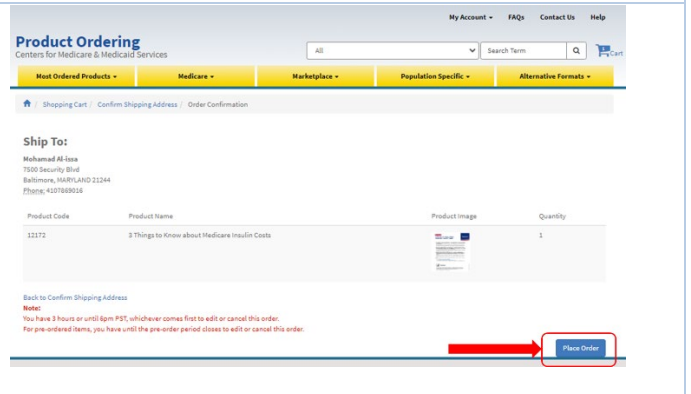 My Account FAQs Contact Us Help
Product Ordering
Centers for Medicare & Medicaid Services
All Search Term Cart
Most Ordered Products Medicare Marketplace Population Specific Alternative Formats
/ Shopping Cart / Confirm Shipping Address / Order Confirmation
Ship To:
Mohamad Al-issa
7500 Security Blvd
Baltimore, MARYLAND 21244
Phone: 4107869016
Product Code Product Name Product Image Quantity
12172 3 Things to Know about Medicare Insulin Costs 1
Back to Confirm Shipping Address
Note:
You have 3 hours or until 6pm PST, whichever comes first to edit or cancel this order.
For pre-ordered items, you have until the pre-order period closes to edit or cancel this order.
Place Order